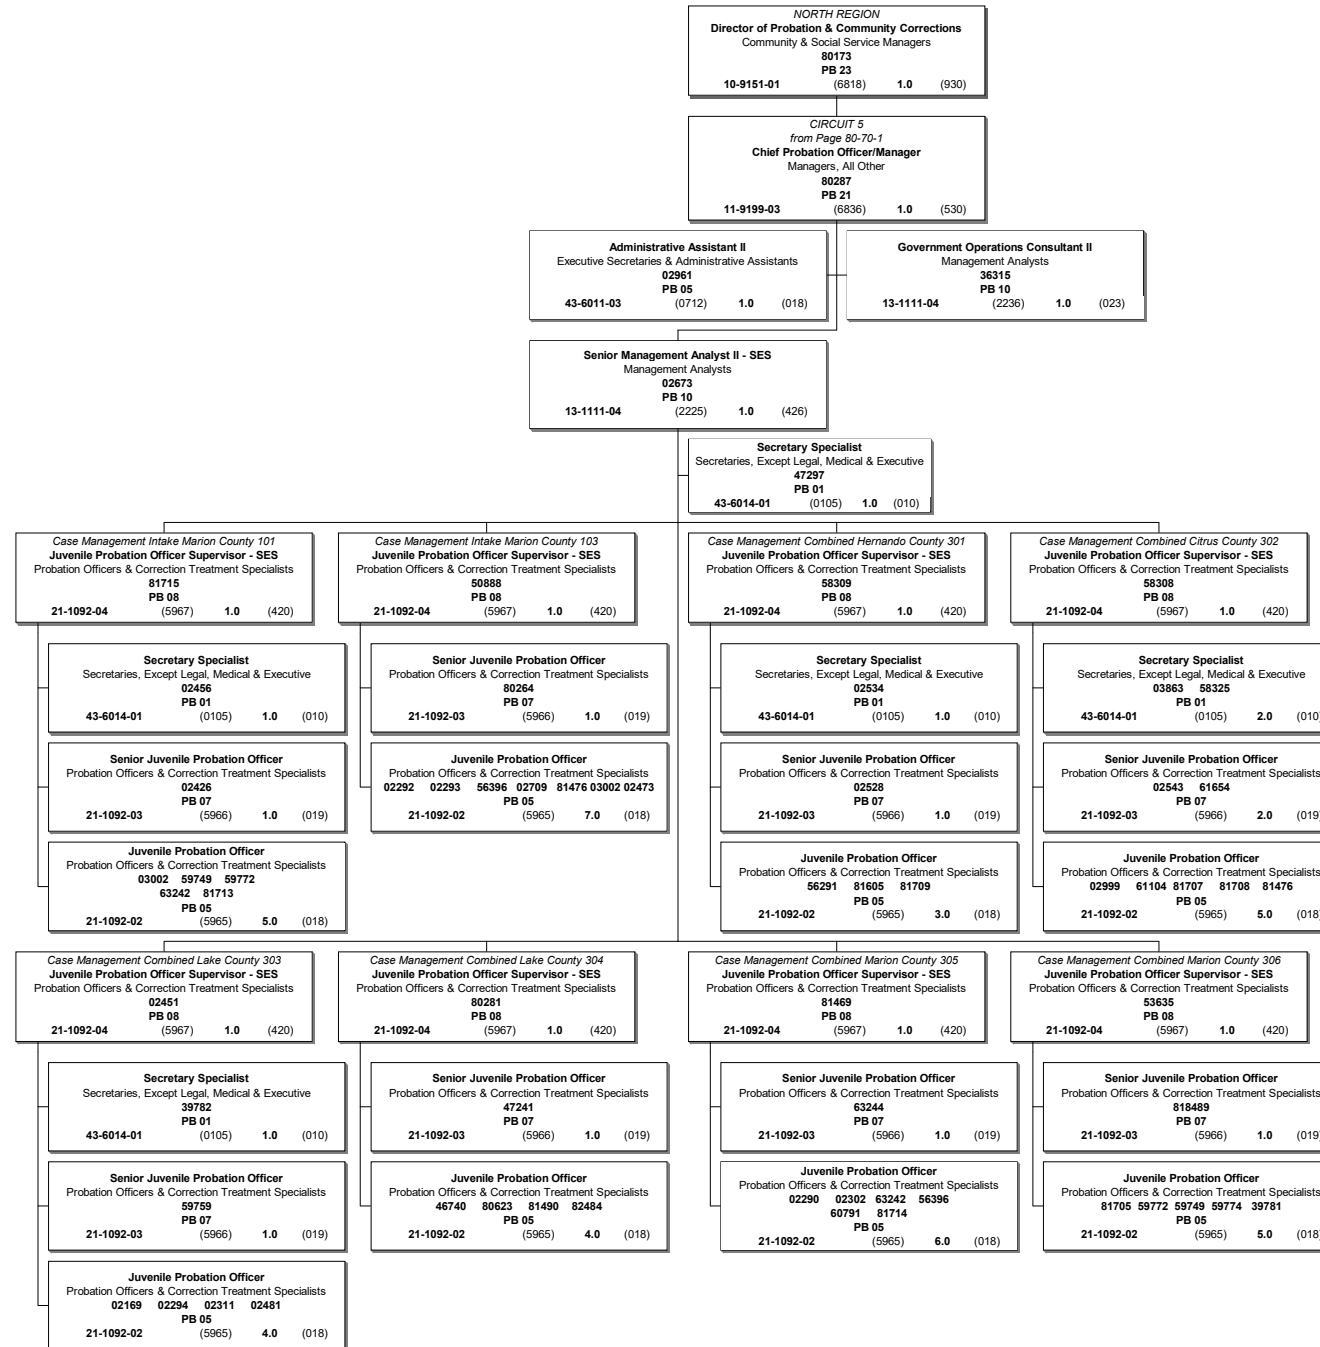 NORTH REGION
Director of Probation & Community Corrections
Community & Social Service Managers
80173
PB 23
10-9151-01 (6818) 1.0 (930)
CIRCUIT 5
from Page 80-70-1
Chief Probation Officer/Manager
Managers, All Other
80287
PB 21
11-9199-03 (6836) 1.0 (530)
Administrative Assistant II
Executive Secretaries & Administrative Assistants
02961
PB 05
43-6011-03 (0712) 1.0 (018)
Government Operations Consultant II
Management Analysts
36315
PB 10
13-1111-04 (2236) 1.0 (023)
Senior Management Analyst II - SES
Management Analysts
02673
PB 10
13-1111-04 (2225) 1.0 (426)
Secretary Specialist
Secretaries, Except Legal, Medical & Executive
47297
PB 01
43-6014-01 (0105) 1.0 (010)
Case Management Intake Marion County 101
Juvenile Probation Officer Supervisor - SES
Probation Officers & Correction Treatment Specialists
81715
PB 08
21-1092-04 (5967) 1.0 (420)
Secretary Specialist
Secretaries, Except Legal, Medical & Executive
02456
PB 01
43-6014-01 (0105) 1.0 (010)
Senior Juvenile Probation Officer
Probation Officers & Correction Treatment Specialists
02426
PB 07
21-1092-03 (5966) 1.0 (019)
Juvenile Probation Officer
Probation Officers & Correction Treatment Specialists
03002 59749 59772
63242 81713
PB 05
21-1092-02 (5965) 5.0 (018)
Case Management Intake Marion County 103
Juvenile Probation Officer Supervisor - SES
Probation Officers & Correction Treatment Specialists
50888
PB 08
21-1092-04 (5967) 1.0 (420)
Senior Juvenile Probation Officer
Probation Officers & Correction Treatment Specialists
80264
PB 07
21-1092-03 (5966) 1.0 (019)
Juvenile Probation Officer
Probation Officers & Correction Treatment Specialists
02292 02293 56396 02709 81476 03002 02473
PB 05
21-1092-02 (5965) 7.0 (018)
Case Management Combined Hernando County 301
Juvenile Probation Officer Supervisor - SES
Probation Officers & Correction Treatment Specialists
58309
PB 08
21-1092-04 (5967) 1.0 (420)
Secretary Specialist
Secretaries, Except Legal, Medical & Executive
02534
PB 01
43-6014-01 (0105) 1.0 (010)
Senior Juvenile Probation Officer
Probation Officers & Correction Treatment Specialists
02528
PB 07
21-1092-03 (5966) 1.0 (019)
Juvenile Probation Officer
Probation Officers & Correction Treatment Specialists
56291 81605 81709
PB 05
21-1092-02 (5965) 3.0 (018)
Case Management Combined Citrus County 302
Juvenile Probation Officer Supervisor - SES
Probation Officers & Correction Treatment Specialists
58308
PB 08
21-1092-04 (5967) 1.0 (420)
Secretary Specialist
Secretaries, Except Legal, Medical & Executive
03863 58325
PB 01
43-6014-01 (0105) 2.0 (010)
Senior Juvenile Probation Officer
Probation Officers & Correction Treatment Specialists
02543 61654
PB 07
21-1092-03 (5966) 2.0 (019)
Juvenile Probation Officer
Probation Officers & Correction Treatment Specialists
02999 61104 81707 81708 81476
PB 05
21-1092-02 (5965) 5.0 (018)
Case Management Combined Lake County 303
Juvenile Probation Officer Supervisor - SES
Probation Officers & Correction Treatment Specialists
02451
PB 08
21-1092-04 (5967) 1.0 (420)
Secretary Specialist
Secretaries, Except Legal, Medical & Executive
39782
PB 01
43-6014-01 (0105) 1.0 (010)
Senior Juvenile Probation Officer
Probation Officers & Correction Treatment Specialists
59759
PB 07
21-1092-03 (5966) 1.0 (019)
Juvenile Probation Officer
Probation Officers & Correction Treatment Specialists
02169 02294 02311 02481
PB 05
21-1092-02 (5965) 4.0 (018)
Case Management Combined Lake County 304
Juvenile Probation Officer Supervisor - SES
Probation Officers & Correction Treatment Specialists
80281
PB 08
21-1092-04 (5967) 1.0 (420)
Senior Juvenile Probation Officer
Probation Officers & Correction Treatment Specialists
47241
PB 07
21-1092-03 (5966) 1.0 (019)
Juvenile Probation Officer
Probation Officers & Correction Treatment Specialists
46740 80623 81490 82484
PB 05
21-1092-02 (5965) 4.0 (018)
Case Management Combined Marion County 305
Juvenile Probation Officer Supervisor - SES
Probation Officers & Correction Treatment Specialists
81469
PB 08
21-1092-04 (5967) 1.0 (420)
Senior Juvenile Probation Officer
Probation Officers & Correction Treatment Specialists
63244
PB 07
21-1092-03 (5966) 1.0 (019)
Juvenile Probation Officer
Probation Officers & Correction Treatment Specialists
02290 02302 63242 56396
60791 81714
PB 05
21-1092-02 (5965) 6.0 (018)
Case Management Combined Marion County 306
Juvenile Probation Officer Supervisor - SES
Probation Officers & Correction Treatment Specialists
53635
PB 08
21-1092-04 (5967) 1.0 (420)
Senior Juvenile Probation Officer
Probation Officers & Correction Treatment Specialists
818489
PB 07
21-1092-03 (5966) 1.0 (019)
Juvenile Probation Officer
Probation Officers & Correction Treatment Specialists
81705 59772 59749 59774 39781
PB 05
21-1092-02 (5965) 5.0 (018)